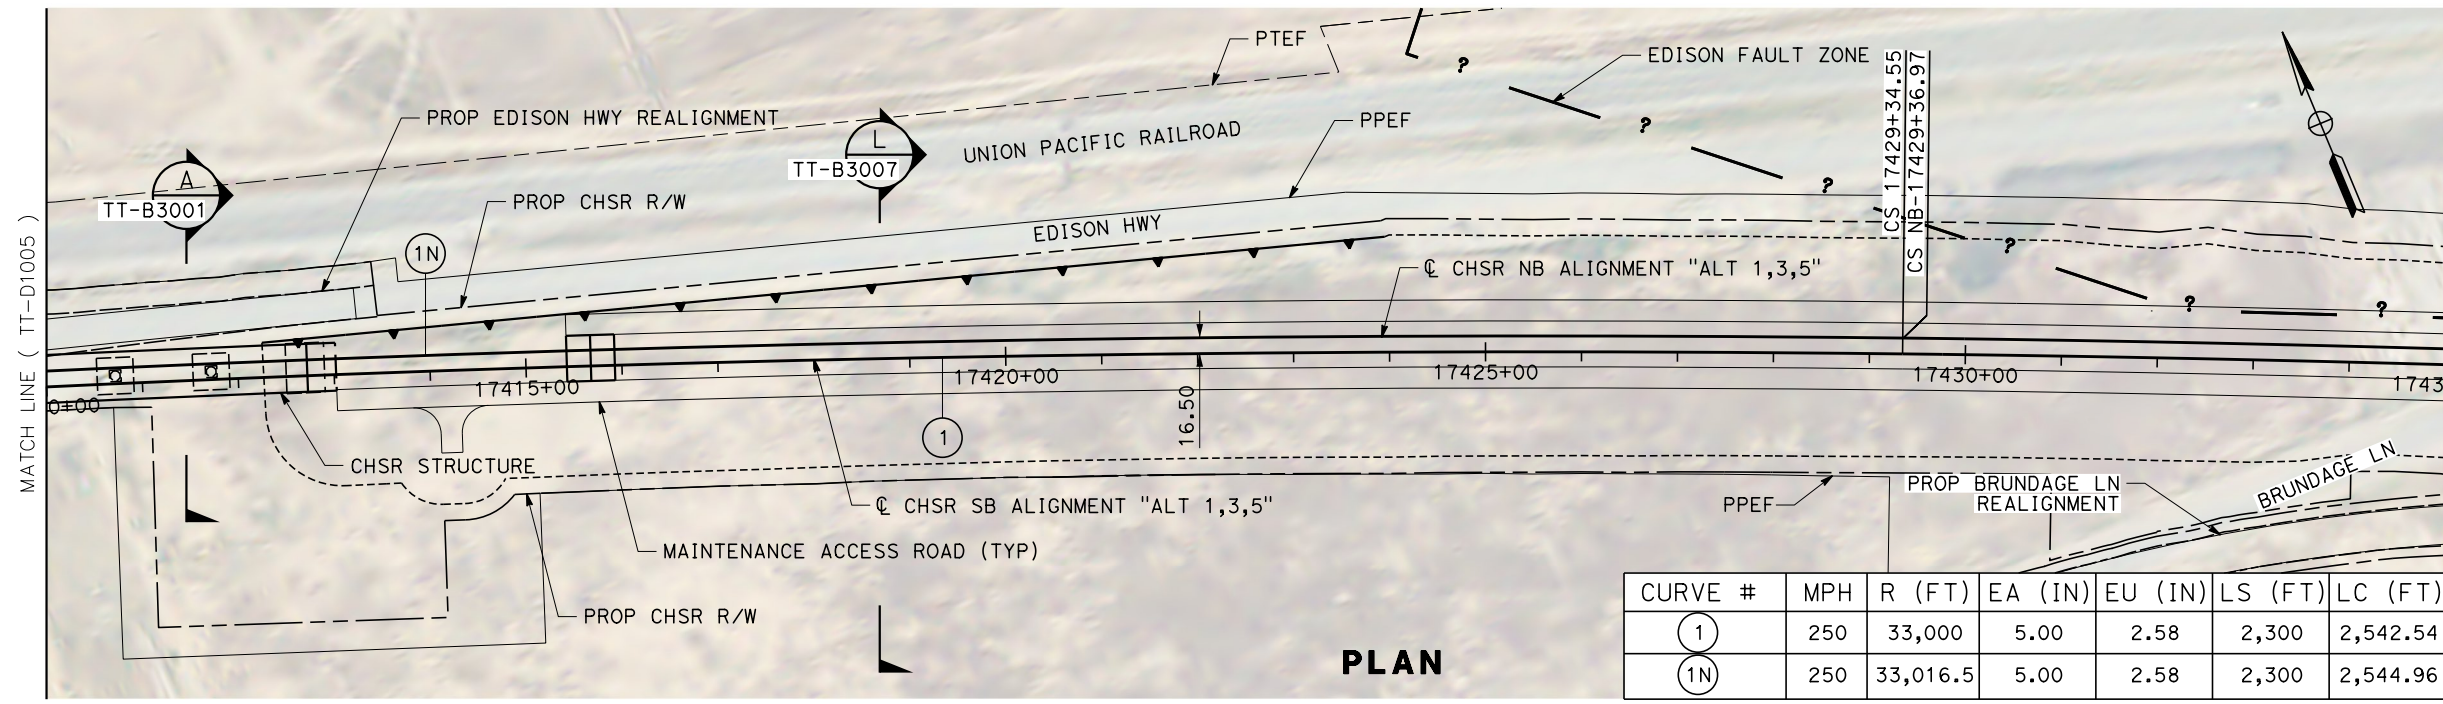 PTEF
EDISON FAULT ZONE
CS 17429+34.55
CS NB-17429+36.97
?
PROP EDISON HWY REALIGNMENT
L
TT-B3007
UNION PACIFIC RAILROAD
PPEF
?
A
TT-B3001
PROP CHSR R/W
?
MATCH LINE ( TT-D1005 )
1N
EDISON HWY
?
℄ CHSR NB ALIGNMENT "ALT 1,3,5"
?
?
0+00
17415+00
17420+00
17425+00
17430+00
1743
16.50
1
CHSR STRUCTURE
℄ CHSR SB ALIGNMENT "ALT 1,3,5"
PPEF
PROP BRUNDAGE LN
REALIGNMENT
BRUNDAGE LN
MAINTENANCE ACCESS ROAD (TYP)
PROP CHSR R/W
PLAN
CURVE # MPH R (FT) EA (IN) EU (IN) LS (FT) LC (FT)
1 250 33,000 5.00 2.58 2,300 2,542.54
1N 250 33,016.5 5.00 2.58 2,300 2,544.96